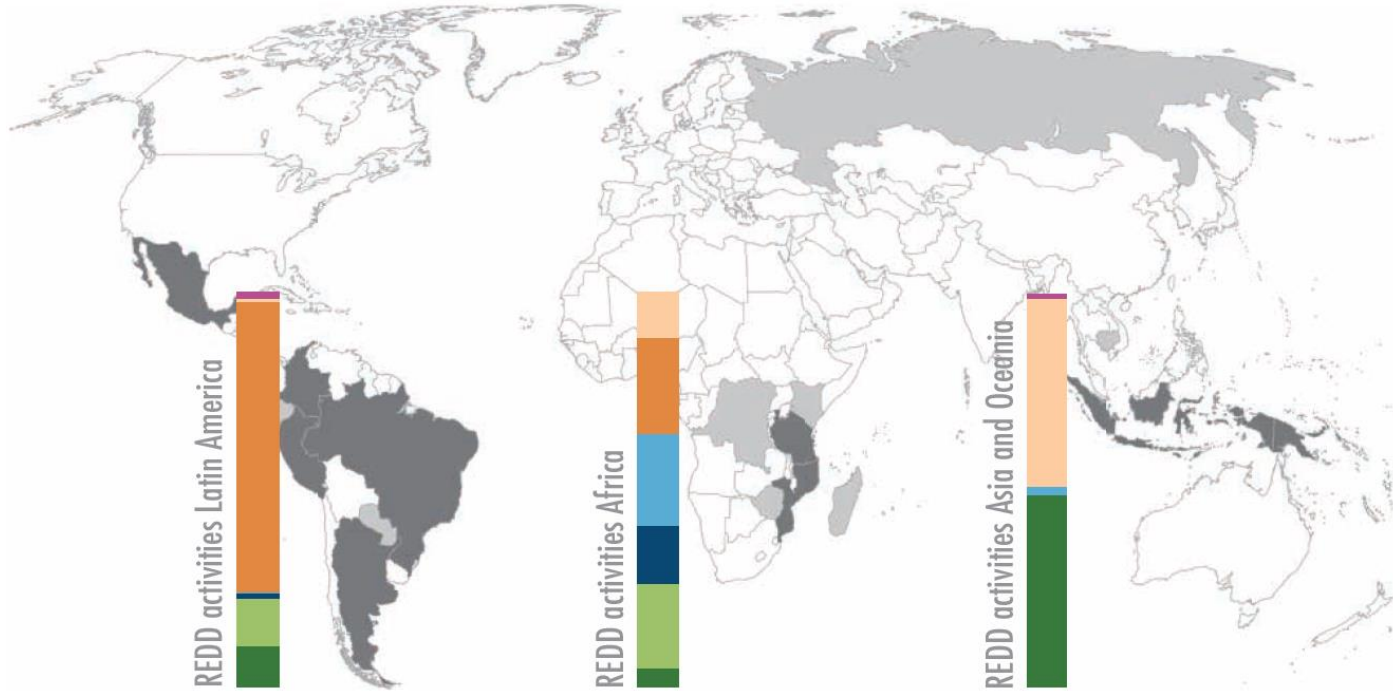 REDD activities Latin America
REDD activities Africa
REDD activities Asia and Oceania